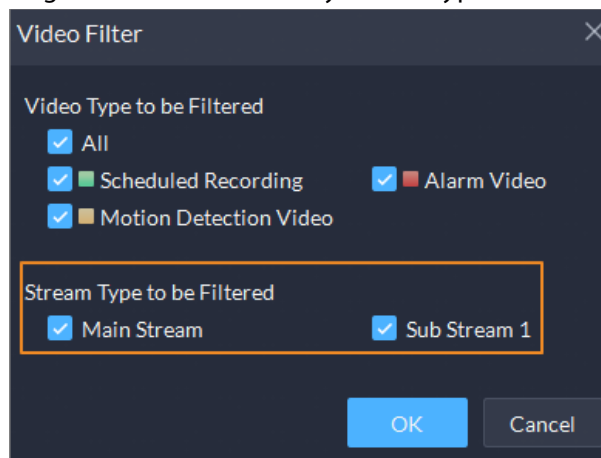 Video Filter
Video Type to be Filtered
All
Scheduled Recording Alarm Video
Motion Detection Video
Stream Type to be Filtered
Main Stream Sub Stream 1
OK Cancel